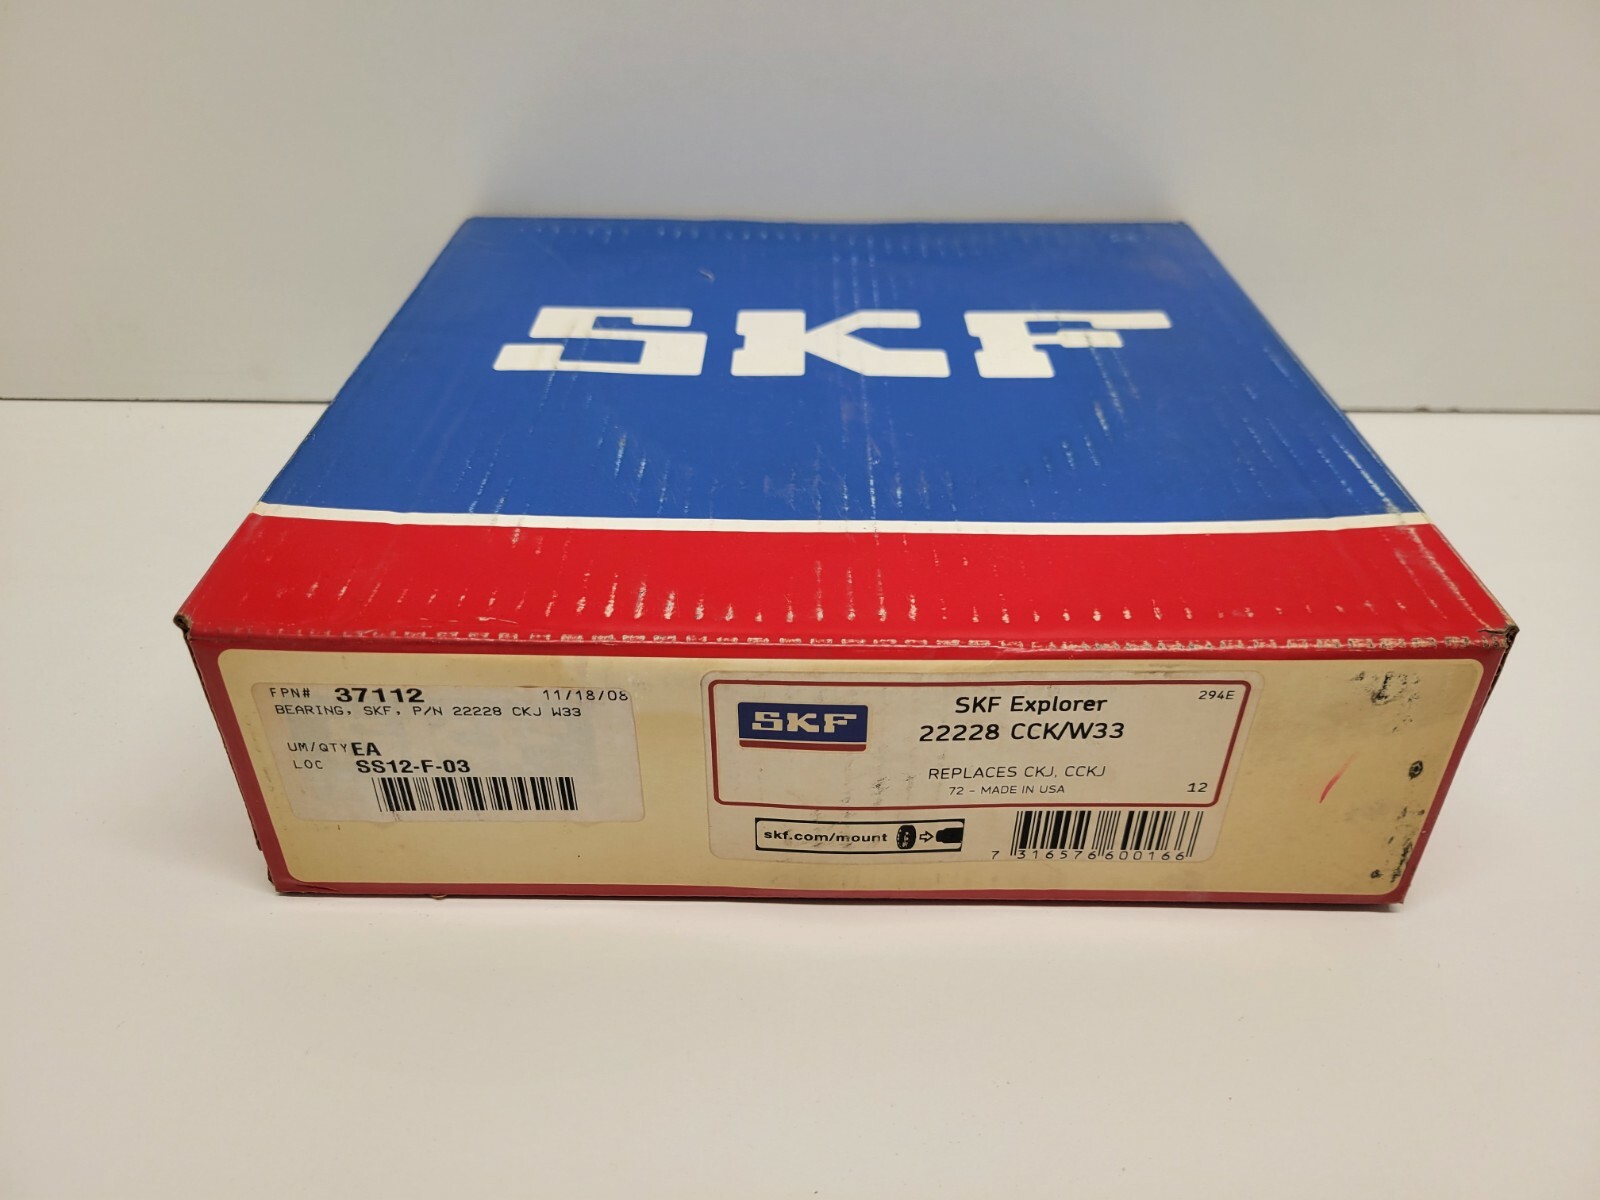 SKF
FPN# 37112 11/18/08
BEARING, SKF, P/N 22228 CKJ W33
UM/QTY EA
LOC SS12-F-03
SKF
SKF Explorer
294E
22228 CCK/W33
REPLACES CKJ, CCKJ
72 - MADE IN USA
12
skf.com/mount
7 316576 600166